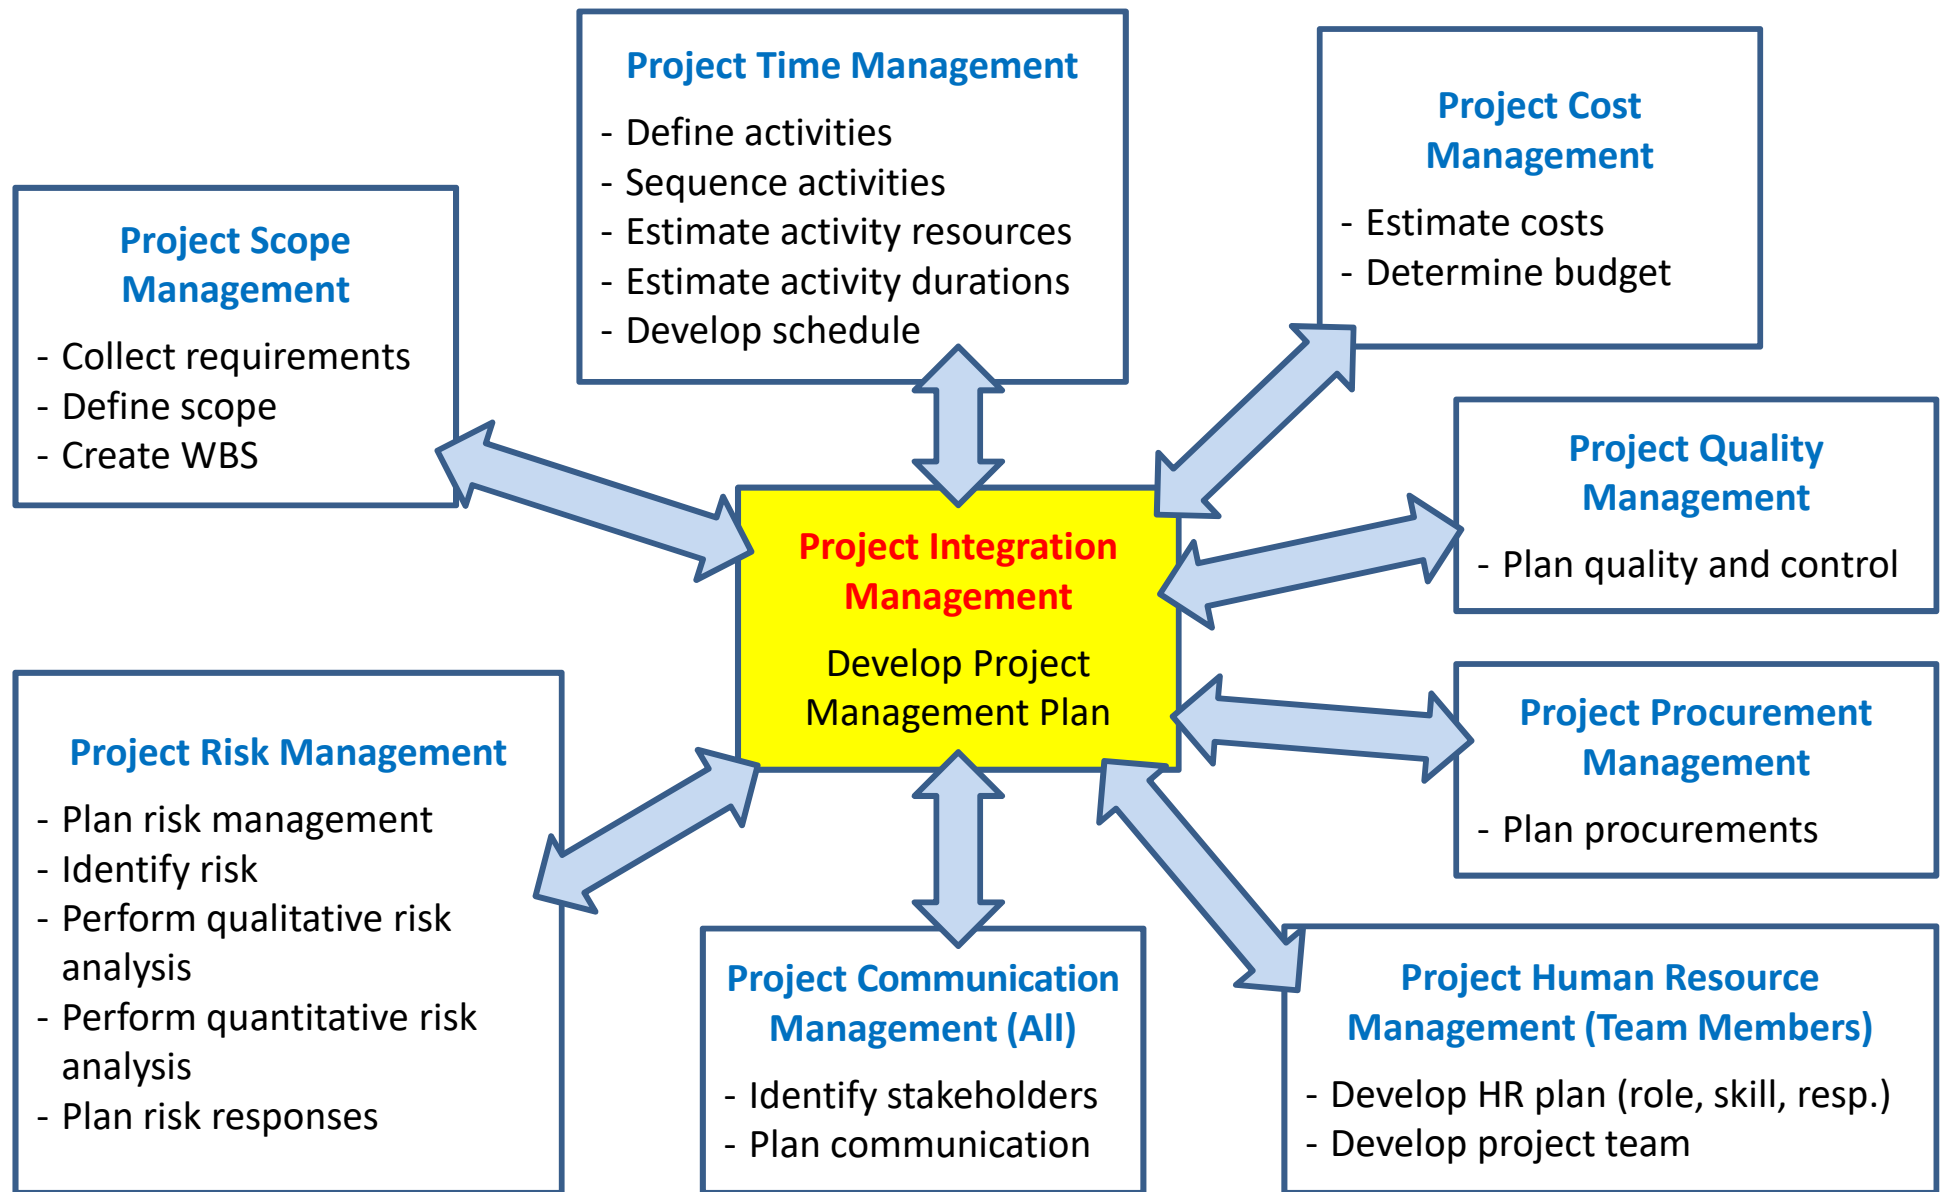 Project Time Management
- Define activities
- Sequence activities
- Estimate activity resources
- Estimate activity durations
- Develop schedule
Project Cost
Management
- Estimate costs
- Determine budget
Project Scope
Management
- Collect requirements
- Define scope
- Create WBS
Project Quality
Management
- Plan quality and control
Project Integration
Management
Develop Project
Management Plan
Project Procurement
Management
- Plan procurements
Project Risk Management
- Plan risk management
- Identify risk
- Perform qualitative risk
analysis
- Perform quantitative risk
analysis
- Plan risk responses
Project Communication
Management (All)
- Identify stakeholders
- Plan communication
Project Human Resource
Management (Team Members)
- Develop HR plan (role, skill, resp.)
- Develop project team